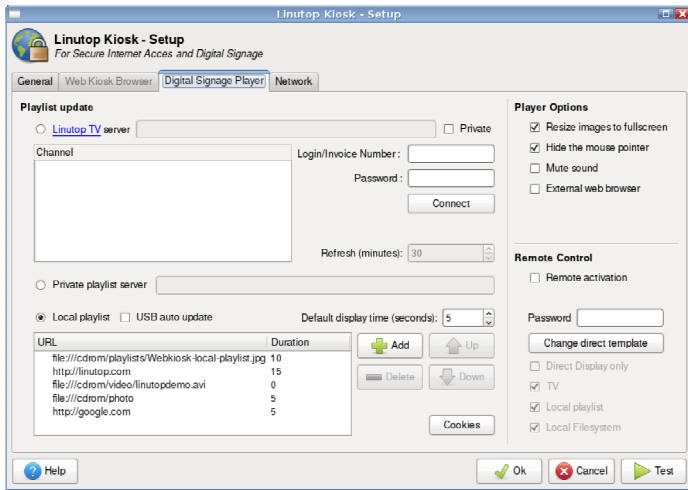 Linutop Kiosk - Setup
Linutop Kiosk - Setup
For Secure Internet Acces and Digital Signage
General Web Kiosk Browser Digital Signage Player Network
Playlist update
Linutop TV server Private
Channel
Login/Invoice Number :
Password :
Connect
Refresh (minutes): 30
Private playlist server
Local playlist USB auto update Default display time (seconds): 5
URL Duration
file:///cdrom/playlists/Webkiosk-local-playlist.jpg 10
http://linutop.com 15
file:///cdrom/video/linutopdemo.avi 0
file:///cdrom/photo 5
http://google.com 5
Add Up
Delete Down
Cookies
Player Options
Resize images to fullscreen
Hide the mouse pointer
Mute sound
External web browser
Remote Control
Remote activation
Password
Change direct template
Direct Display only
TV
Local playlist
Local Filesystem
Help Ok Cancel Test